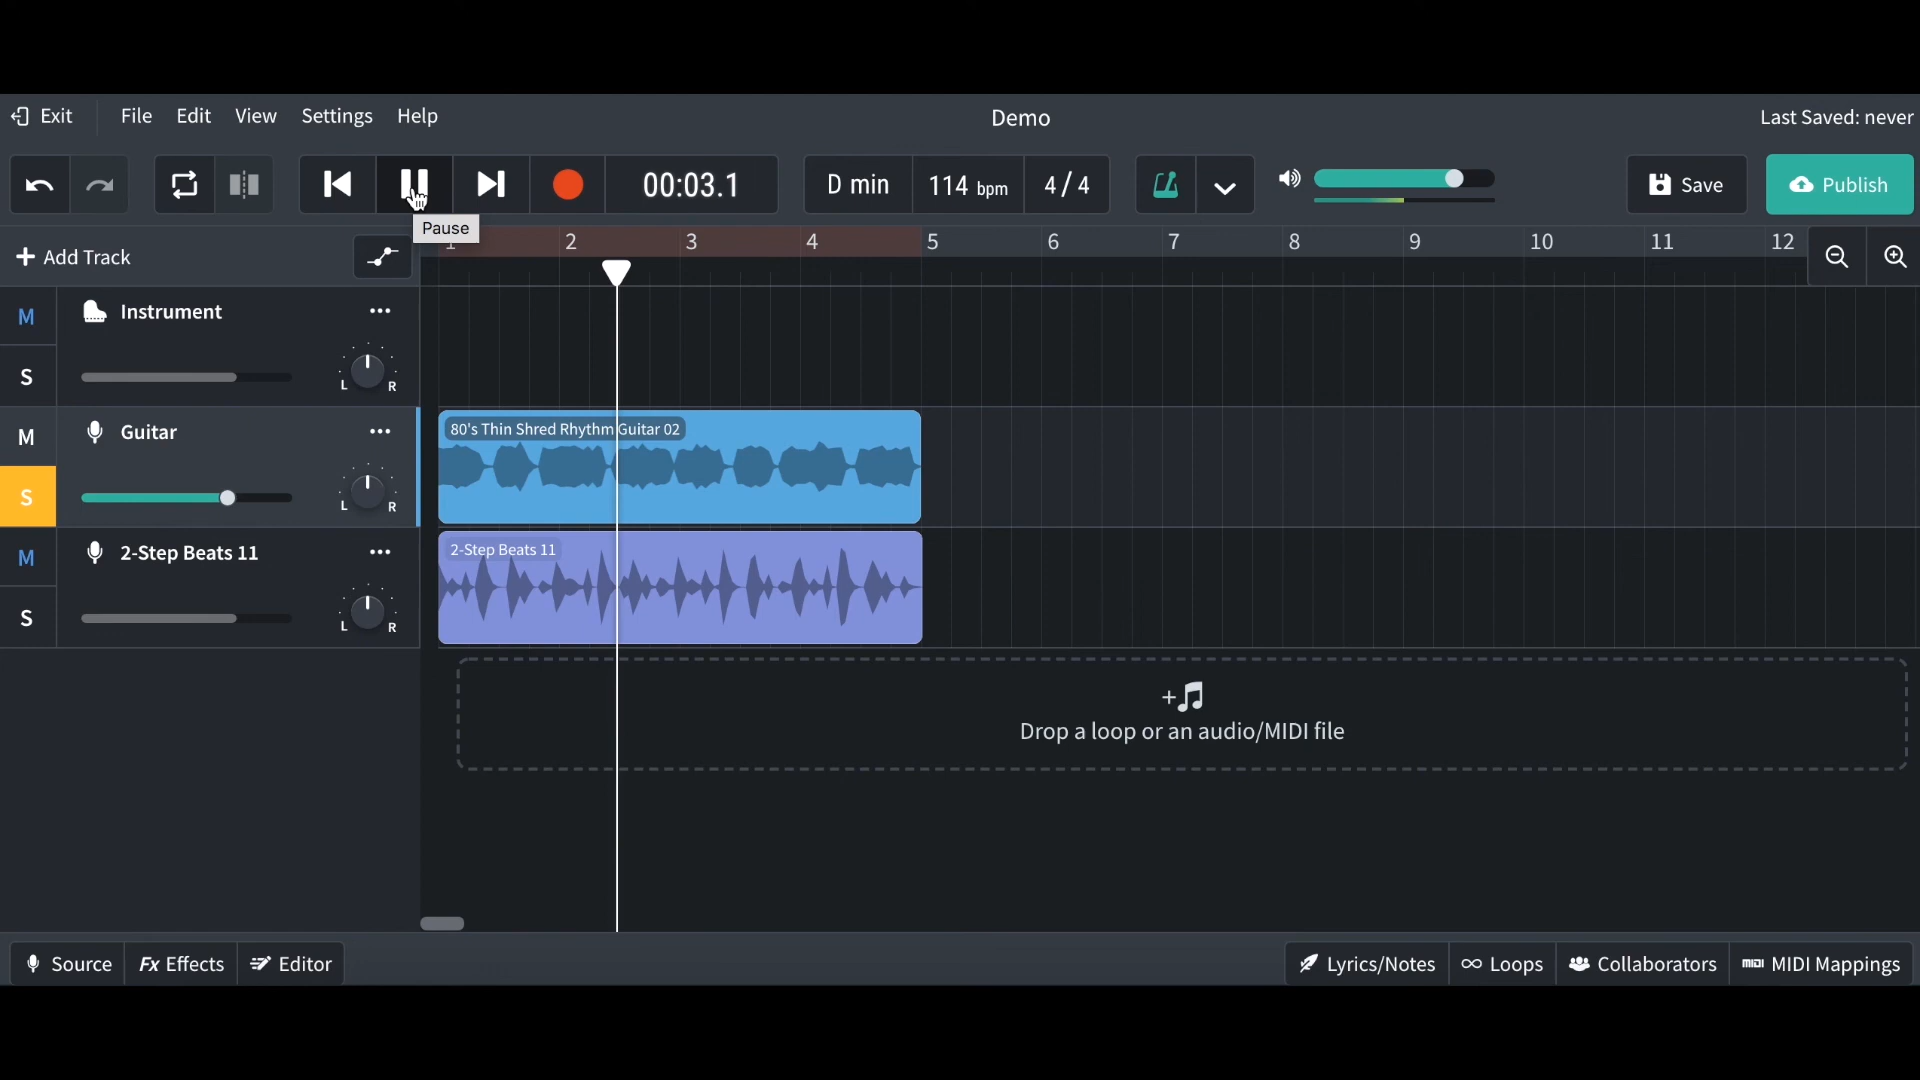 Exit File Edit View Settings Help Demo Last Saved: never
00:03.1 D min 114 bpm 4/4 Save Publish
Pause
Add Track 1 2 3 4 5 6 7 8 9 10 11 12
M Instrument
S L R
M Guitar 80's Thin Shred Rhythm Guitar 02
S L R
M 2-Step Beats 11 2-Step Beats 11
S L R
Drop a loop or an audio/MIDI file
Source Fx Effects Editor Lyrics/Notes Loops Collaborators MIDI MIDI Mappings